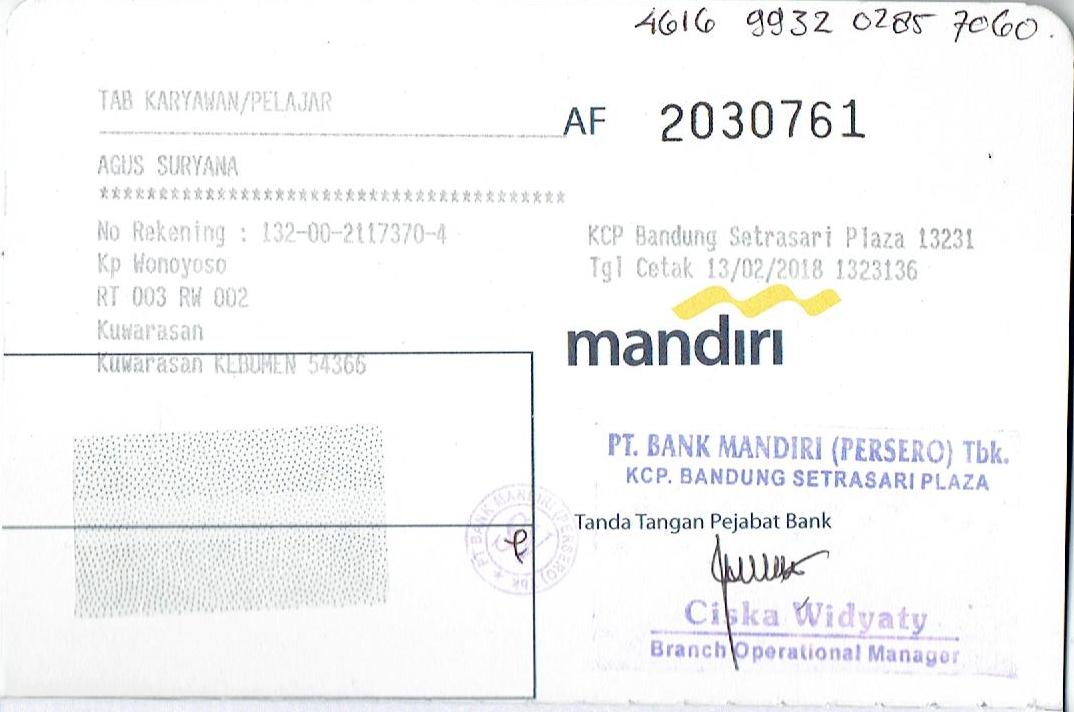 4616 9932 0285 7060.
TAB KARYAWAN/PELAJAR
AF 2030761
AGUS SURYANA
***************************************
No Rekening : 132-00-2117370-4
Kp Wonoyoso
RT 003 RW 002
Kuwarasan
Kuwarasan KEBUMEN 54366
KCP Bandung Setrasari Plaza 13231
Tgl Cetak 13/02/2018 1323136
mandırı
PT. BANK MANDIRI (PERSERO) Tbk.
KCP. BANDUNG SETRASARI PLAZA
Tanda Tangan Pejabat Bank
PT BANK MANDIRI (PERSERO) Tbk *
Ciska Widyaty
Branch Operational Manager